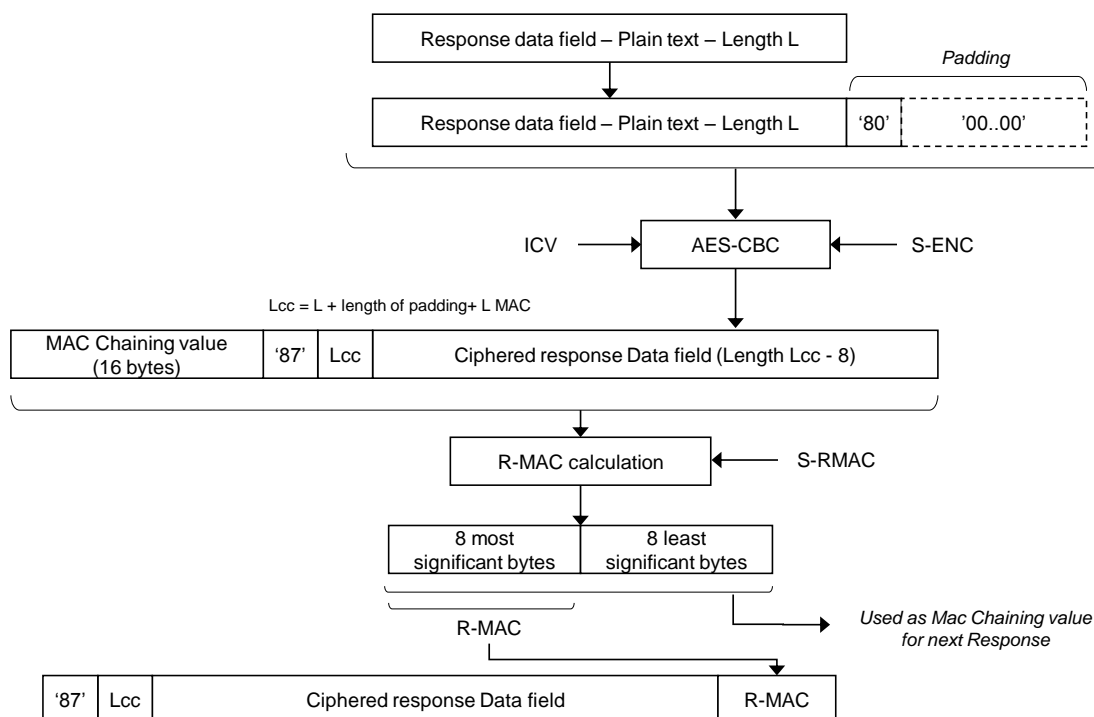 Response data field – Plain text – Length L
Padding
Response data field – Plain text – Length L
‘80’
’00..00’
ICV
AES-CBC
S-ENC
Lcc = L + length of padding+ L MAC
MAC Chaining value
(16 bytes)
‘87’
Lcc
Ciphered response Data field (Length Lcc - 8)
R-MAC calculation
S-RMAC
8 most
significant bytes
8 least
significant bytes
R-MAC
Used as Mac Chaining value
for next Response
‘87’
Lcc
Ciphered response Data field
R-MAC